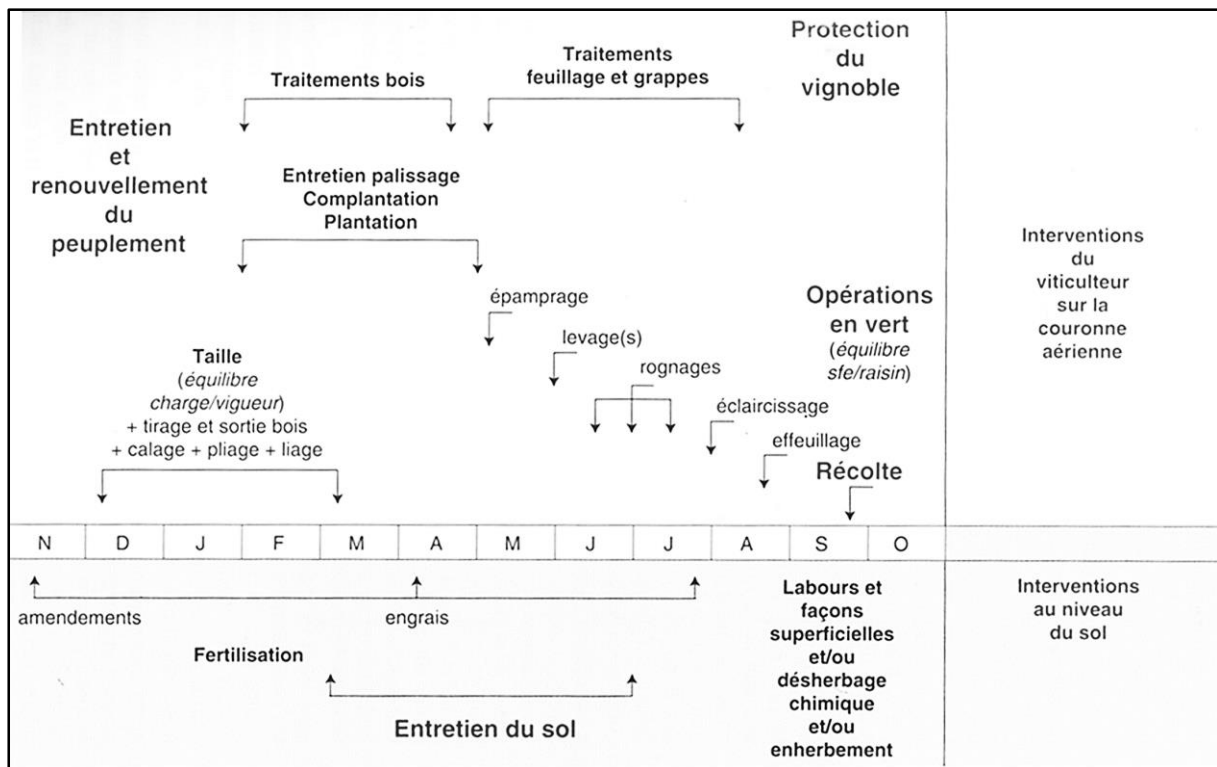 Protection
du
vignoble
Traitements
feuillage et grappes
Traitements bois
Entretien
et
renouvellement
du
peuplement
Entretien palissage
Complantation
Plantation
Interventions
du
viticulteur
sur la
couronne
aérienne
épamprage
Opérations
en vert
(équilibre
sfe/raisin)
levage(s)
rognages
Taille
(équilibre
charge/vigueur)
+ tirage et sortie bois
+ calage + pliage + liage
éclaircissage
effeuillage
Récolte
N D J F M A M J J A S O
amendements
engrais
Fertilisation
Entretien du sol
Labours et
façons
superficielles
et/ou
désherbage
chimique
et/ou
enherbement
Interventions
au niveau
du sol